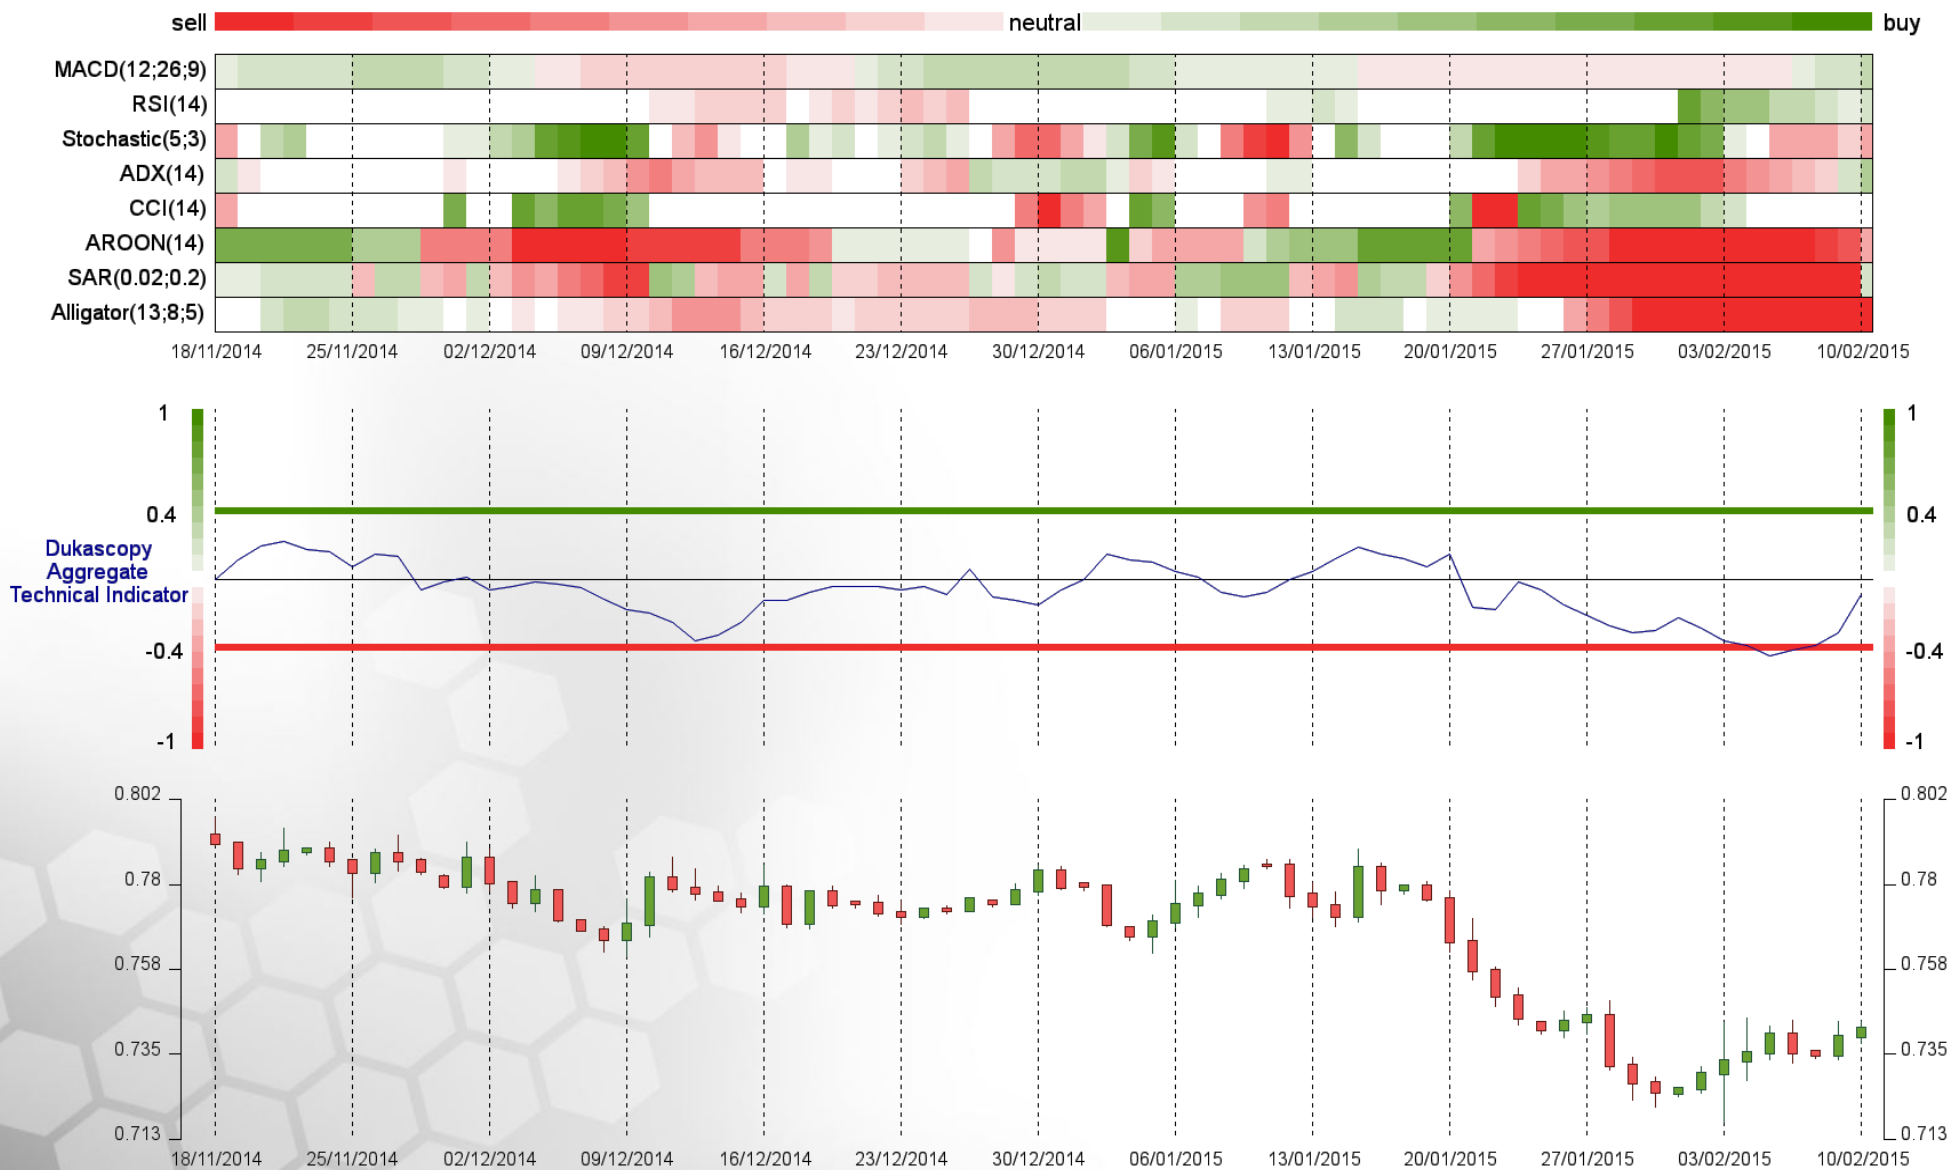 sell neutral buy
MACD(12;26;9)
RSI(14)
Stochastic(5;3)
ADX(14)
CCI(14)
AROON(14)
SAR(0.02;0.2)
Alligator(13;8;5)
18/11/2014 25/11/2014 02/12/2014 09/12/2014 16/12/2014 23/12/2014 30/12/2014 06/01/2015 13/01/2015 20/01/2015 27/01/2015 03/02/2015 10/02/2015
1 1
0.4 0.4
Dukascopy
Aggregate
Technical Indicator
-0.4 -0.4
-1 -1
0.802 0.802
0.78 0.78
0.758 0.758
0.735 0.735
0.713 0.713
18/11/2014 25/11/2014 02/12/2014 09/12/2014 16/12/2014 23/12/2014 30/12/2014 06/01/2015 13/01/2015 20/01/2015 27/01/2015 03/02/2015 10/02/2015